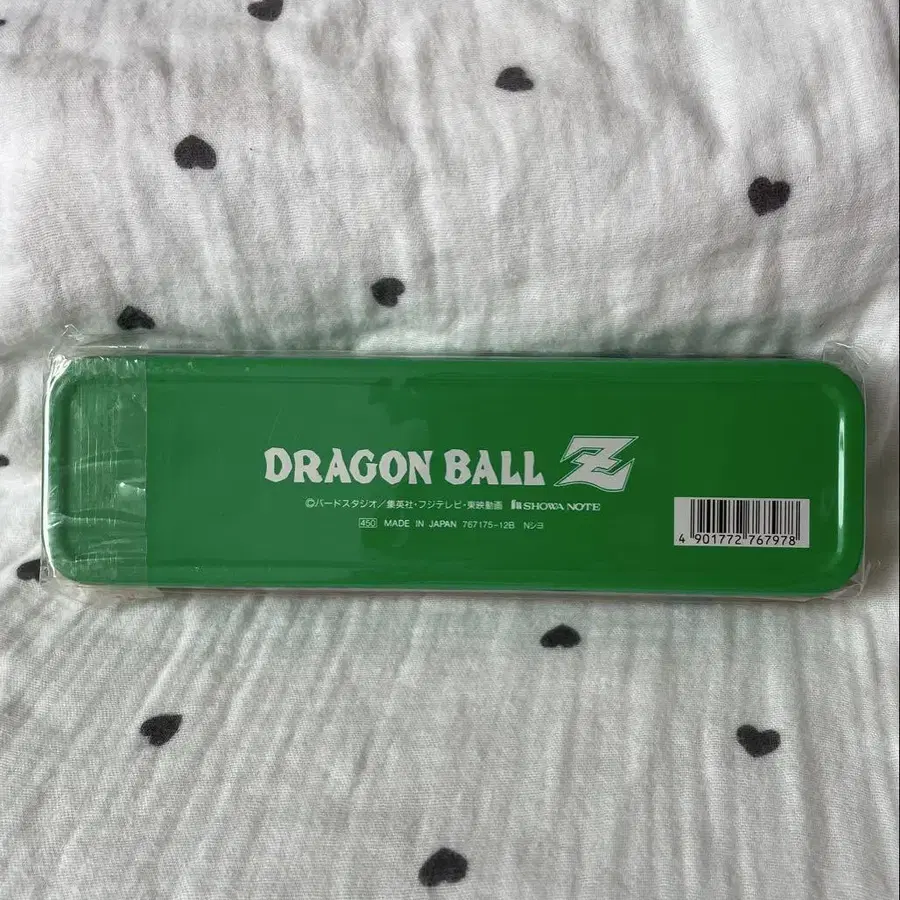 DRAGON BALL Z
©バードスタジオ/集英社・フジテレビ・東映動画 SHOWA NOTE
450 MADE IN JAPAN 767175-12B Nシヨ
4 901772 767978